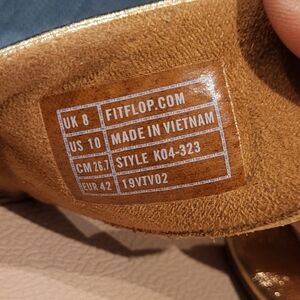 UK 8 FITFLOP.COM
US 10 MADE IN VIETNAM
CM 26.7 STYLE K04-323
EUR 42 19VTV02